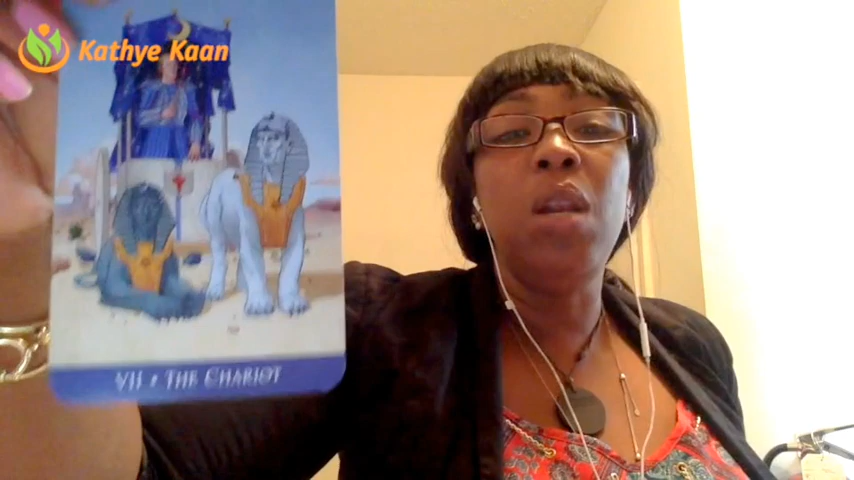 Kathye Kaan
VII • THE CHARIOT